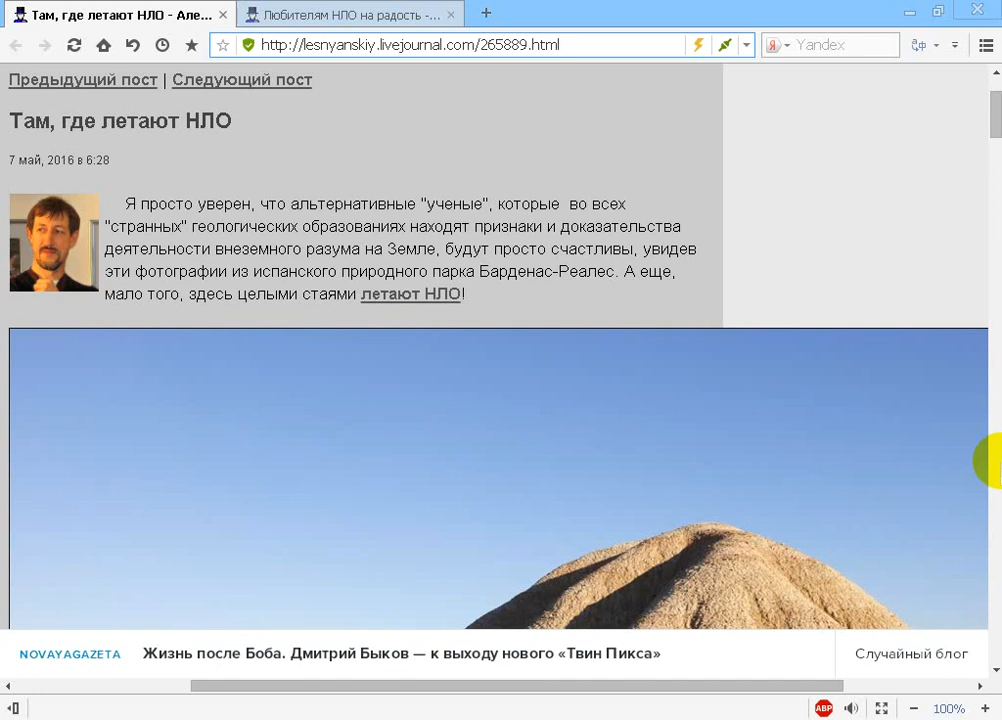 Там, где летают НЛО - Але...
Любителям НЛО на радость -...
http://lesnyanskiy.livejournal.com/265889.html
Yandex
Предыдущий пост | Следующий пост
Там, где летают НЛО
7 май, 2016 в 6:28
Я просто уверен, что альтернативные "ученые", которые во всех
"странных" геологических образованиях находят признаки и доказательства
деятельности внеземного разума на Земле, будут просто счастливы, увидев
эти фотографии из испанского природного парка Барденас-Реалес. А еще,
мало того, здесь целыми стаями летают НЛО!
NOVAYAGAZETA Жизнь после Боба. Дмитрий Быков — к выходу нового «Твин Пикса» Случайный блог
ABP 100%